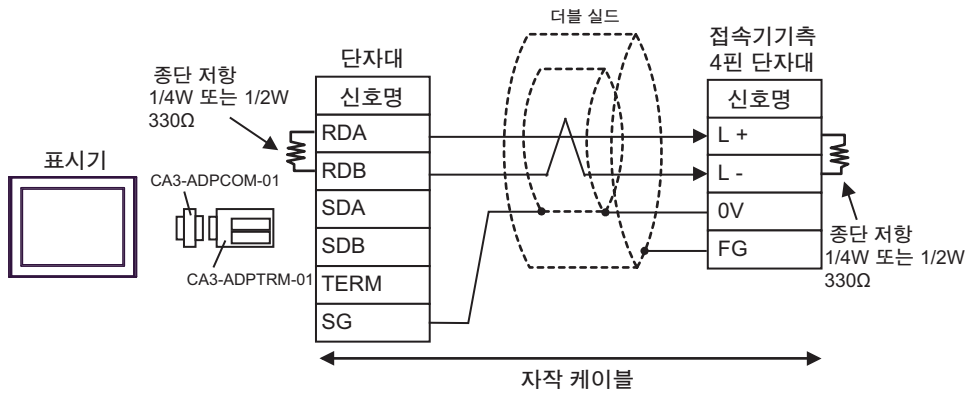 더블 실드
접속기기측
4핀 단자대
단자대
종단 저항
1/4W 또는 1/2W
330Ω
신호명
신호명
RDA
L +
RDB
L -
표시기
CA3-ADPCOM-01
SDA
0V
SDB
FG
종단 저항
1/4W 또는 1/2W
330Ω
CA3-ADPTRM-01
TERM
SG
자작 케이블